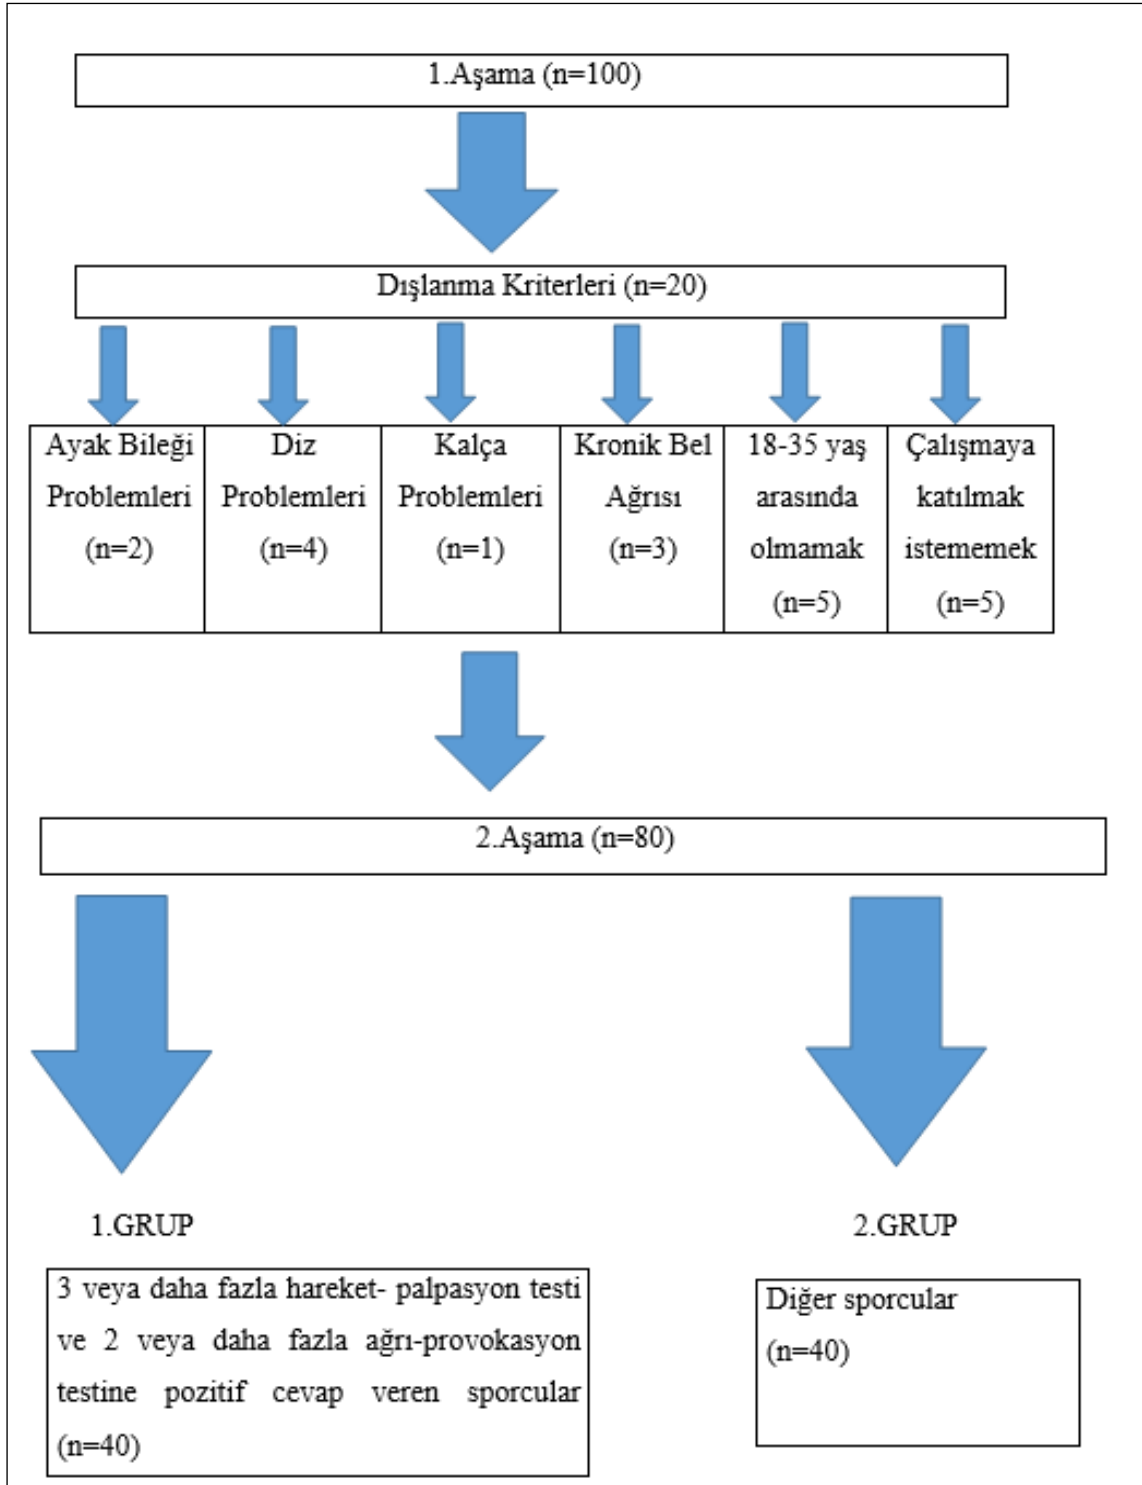 1.Aşama (n=100)
Dışlanma Kriterleri (n=20)
Ayak Bileği
Problemleri
(n=2)
Diz
Problemleri
(n=4)
Kalça
Problemleri
(n=1)
Kronik Bel
Ağrısı
(n=3)
18-35 yaş
arasında
olmamak
(n=5)
Çalışmaya
katılmak
istememek
(n=5)
2.Aşama (n=80)
1.GRUP
3 veya daha fazla hareket- palpasyon testi
ve 2 veya daha fazla ağrı-provokasyon
testine pozitif cevap veren sporcular
(n=40)
2.GRUP
Diğer sporcular
(n=40)